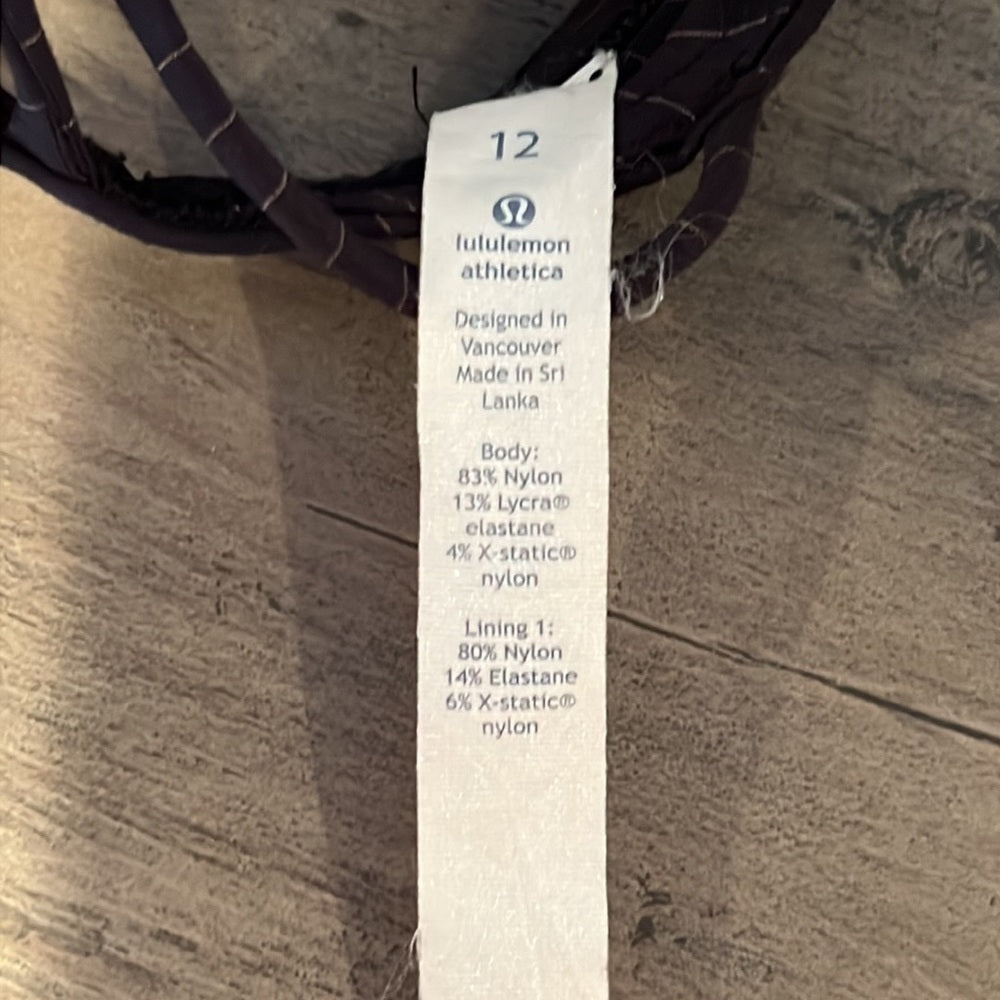 12
lululemon
athletica
Designed in
Vancouver
Made in Sri
Lanka
Body:
83% Nylon
13% Lycra®
elastane
4% X-static®
nylon
Lining 1:
80% Nylon
14% Elastane
6% X-static®
nylon